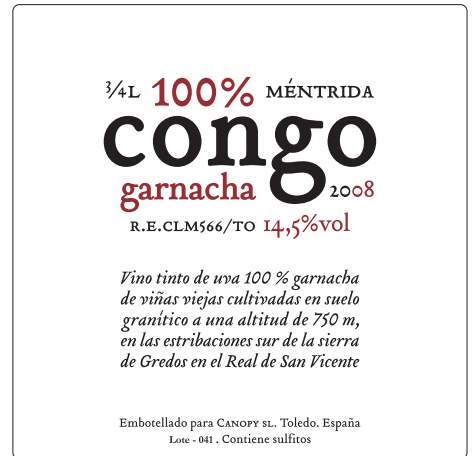 ¾L 100% MÉNTRIDA
congo
garnacha 2008
R.E.CLM566/TO 14,5%vol
Vino tinto de uva 100 % garnacha
de viñas viejas cultivadas en suelo
granítico a una altitud de 750 m,
en las estribaciones sur de la sierra
de Gredos en el Real de San Vicente
Embotellado para CANOPY SL. Toledo. España
Lote - 041 . Contiene sulfitos